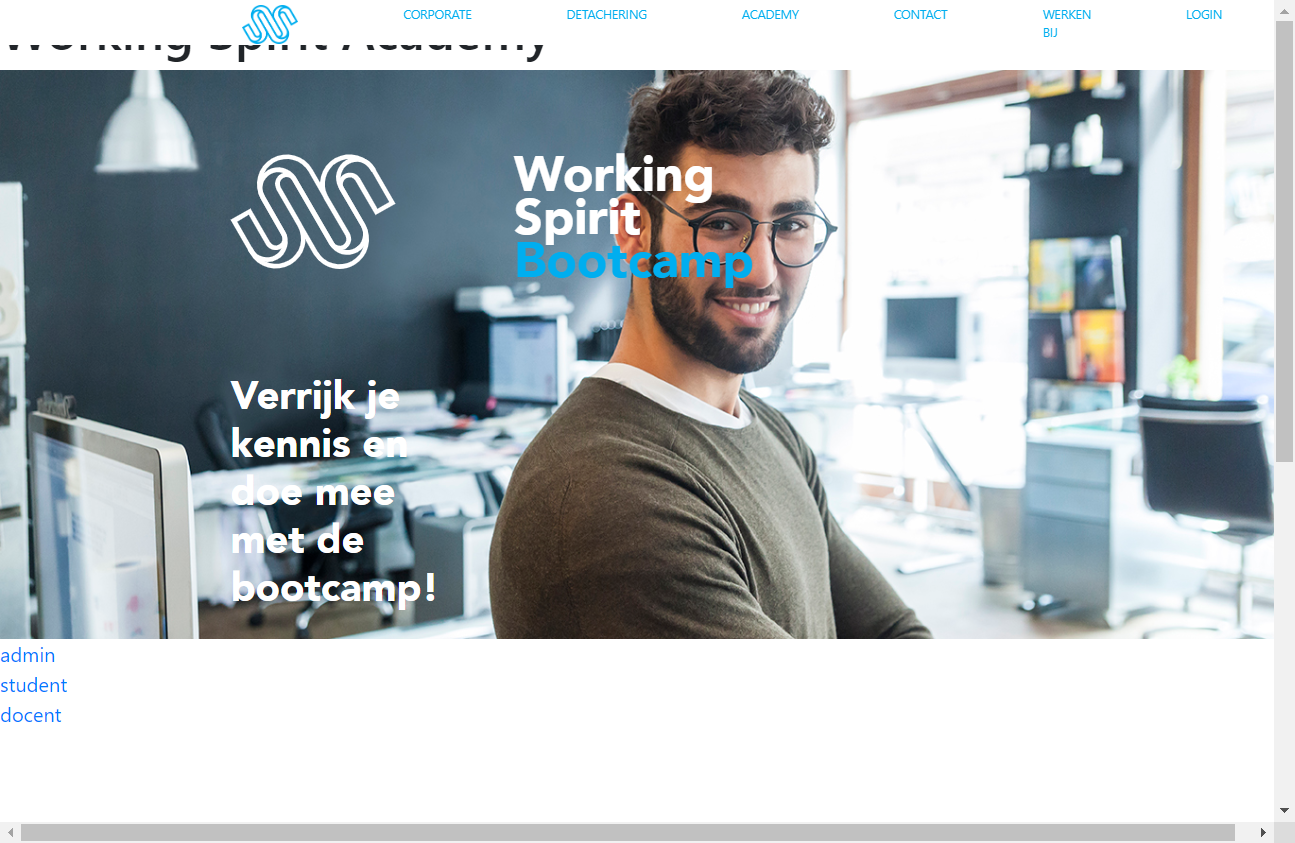 CORPORATE DETACHERING ACADEMY CONTACT WERKEN BIJ LOGIN
Working Spirit Academy
Working
Spirit
Bootcamp
Verrijk je
kennis en
doe mee
met de
bootcamp!
admin
student
docent